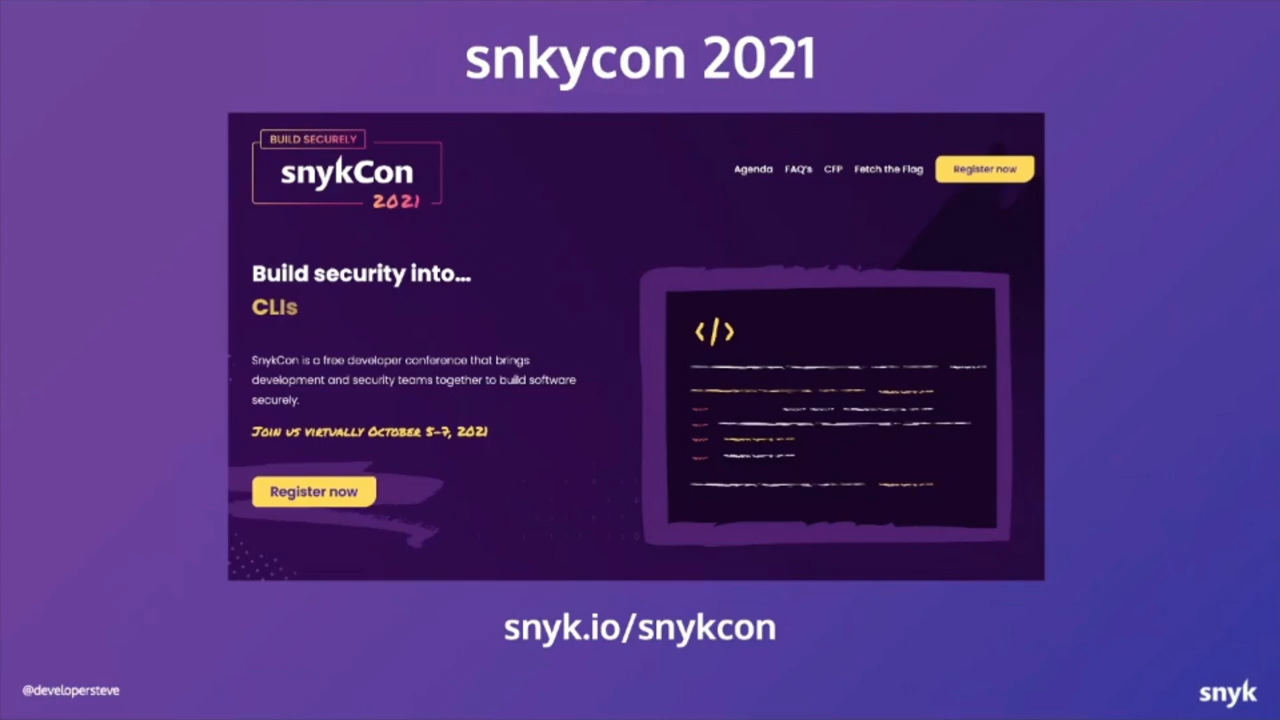 snkycon 2021
BUILD SECURELY
snykCon
2021
Agenda FAQ's CFP Fetch the Flag Register now
Build security into...
CLIs
SnykCon is a free developer conference that brings
development and security teams together to build software
securely.
Join us virtually October 5-7, 2021
Register now
</>
snyk.io/snykcon
@developersteve
snyk